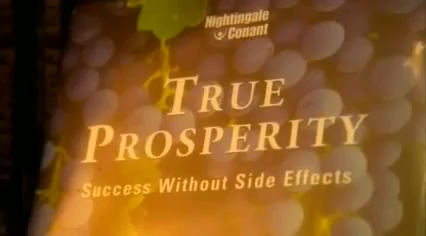 Nightingale
Conant
TRUE
PROSPERITY
Success Without Side Effects